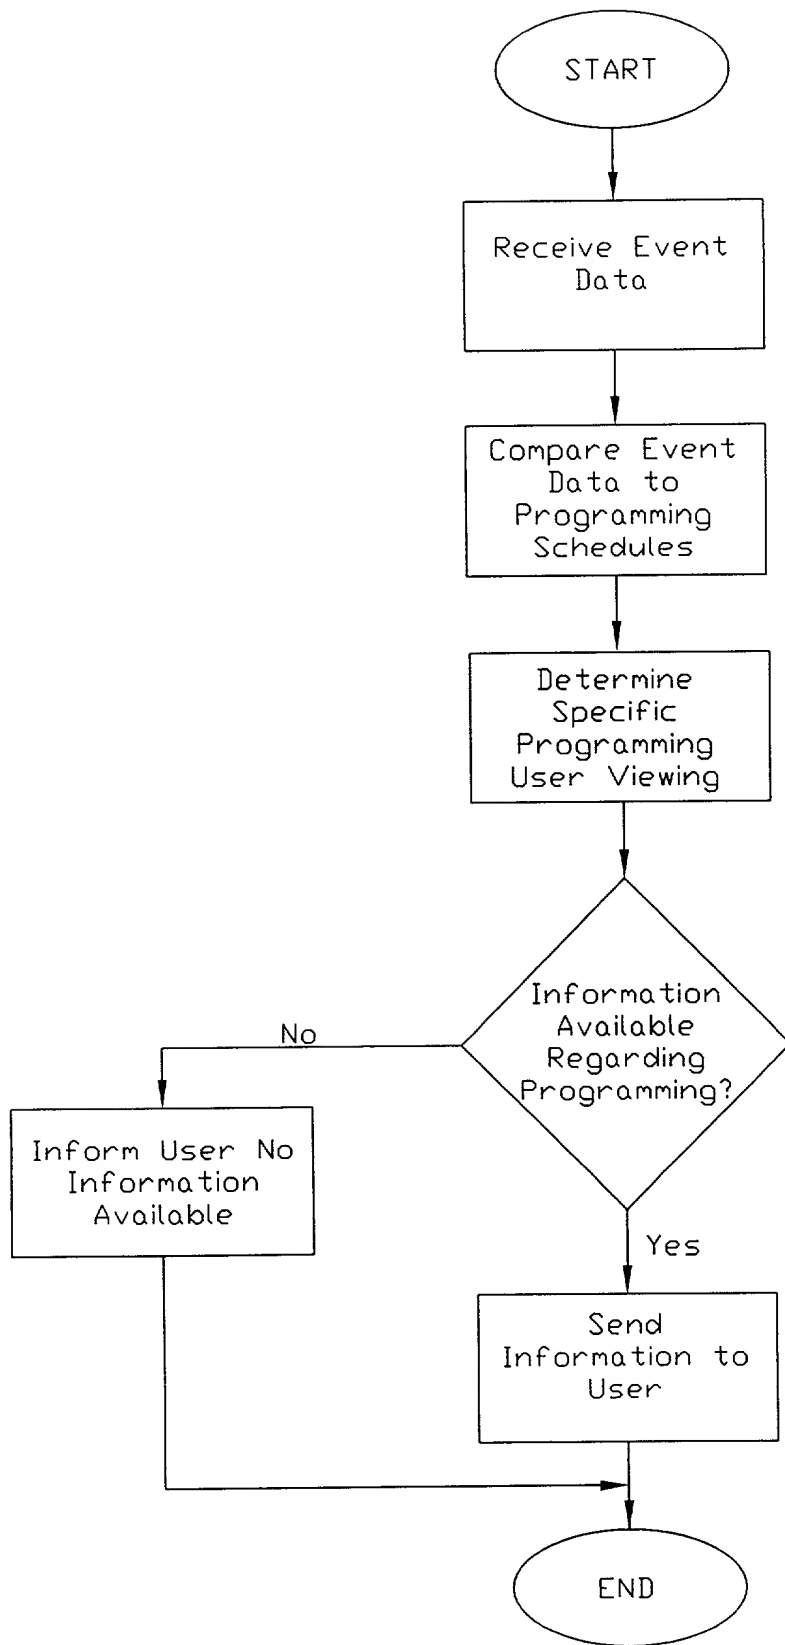 START
Receive Event
Data
Compare Event
Data to
Programming
Schedules
Determine
Specific
Programming
User Viewing
Information
Available
Regarding
Programming?
No
Inform User No
Information
Available
Yes
Send
Information to
User
END